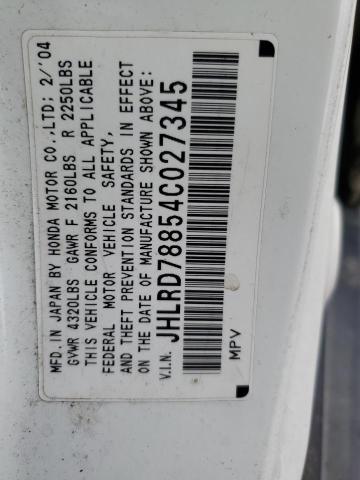 MFD.IN JAPAN BY HONDA MOTOR CO.,LTD; 2/'04
GVWR 4320LBS GAWR F 2160LBS R 2250LBS
THIS VEHICLE CONFORMS TO ALL APPLICABLE
FEDERAL MOTOR VEHICLE SAFETY,
AND THEFT PREVENTION STANDARDS IN EFFECT
ON THE DATE OF MANUFACTURE SHOWN ABOVE:
V.I.N. JHLRD78854C027345
MPV